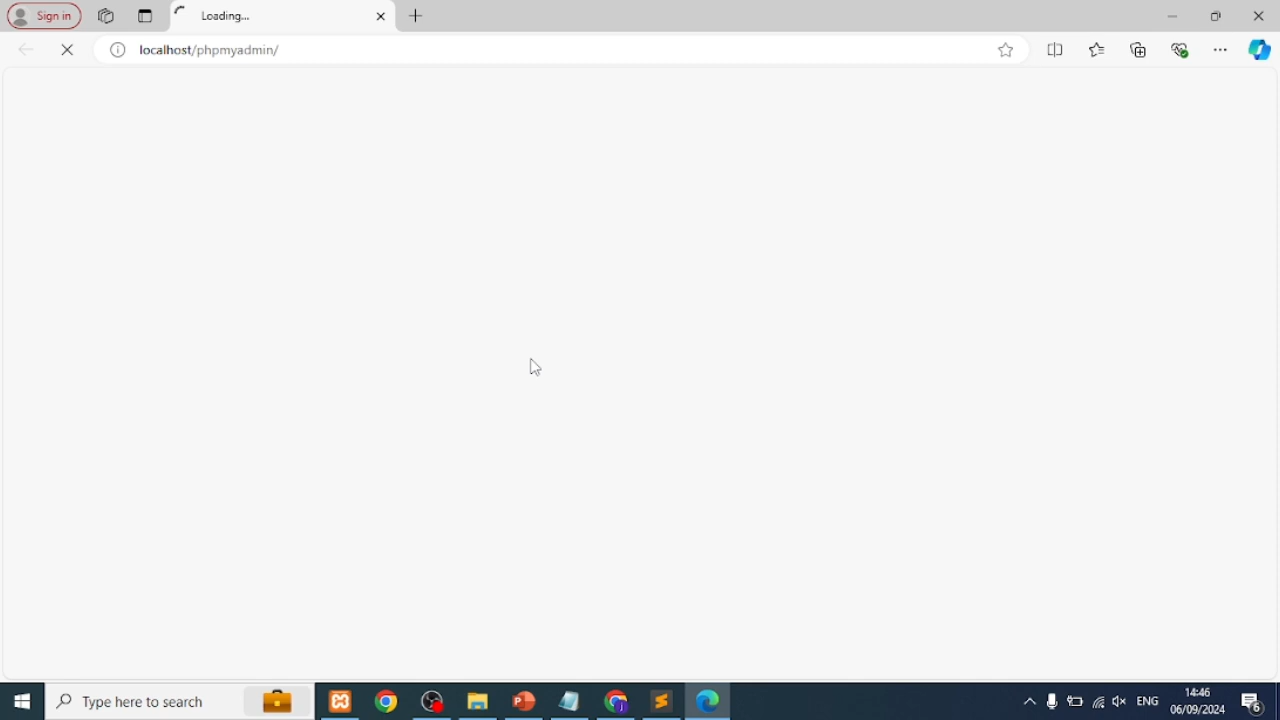 Sign in
Loading...
localhost/phpmyadmin/
Type here to search
P
ENG
14:46
06/09/2024
6